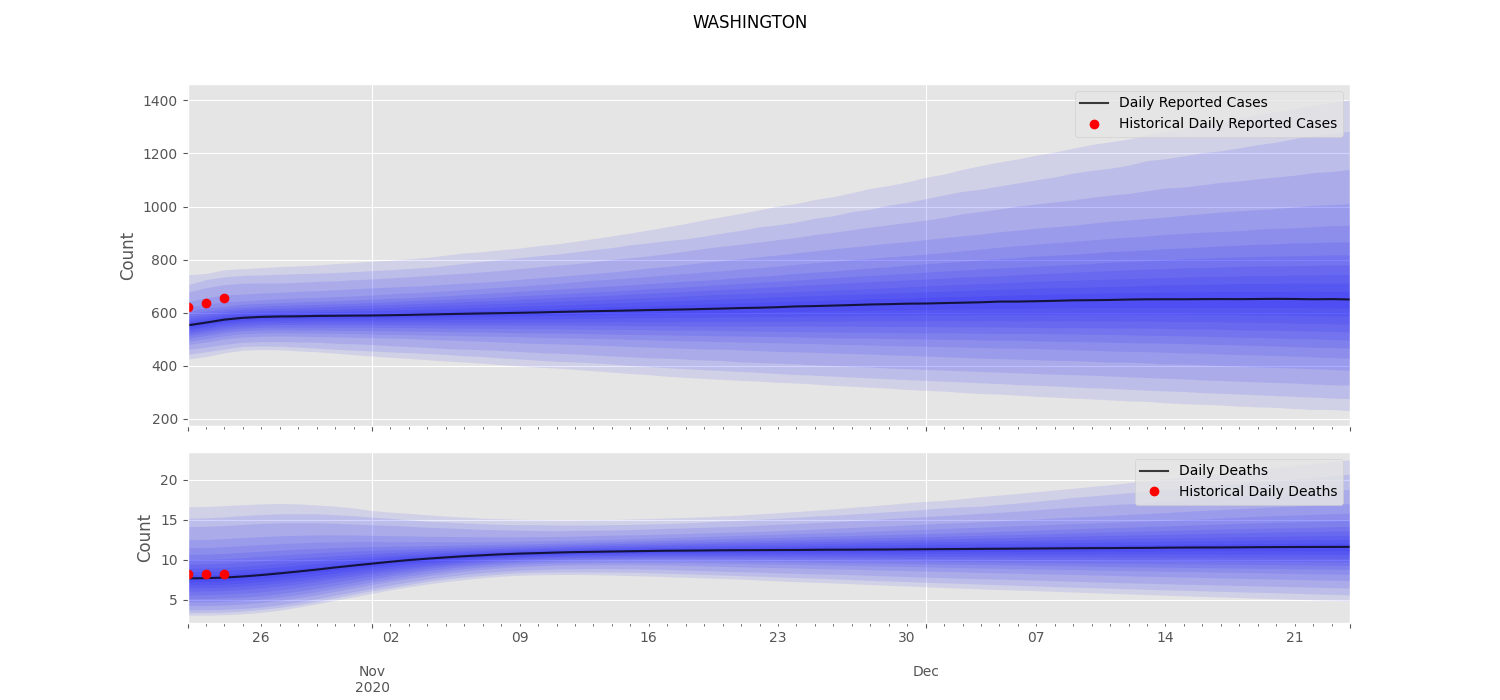 WASHINGTON
1400
1200
1000
800
600
400
200
Count
Daily Reported Cases
Historical Daily Reported Cases
20
15
10
5
Count
Daily Deaths
Historical Daily Deaths
26 02 09 16 23 30 07 14 21
Nov Dec
2020